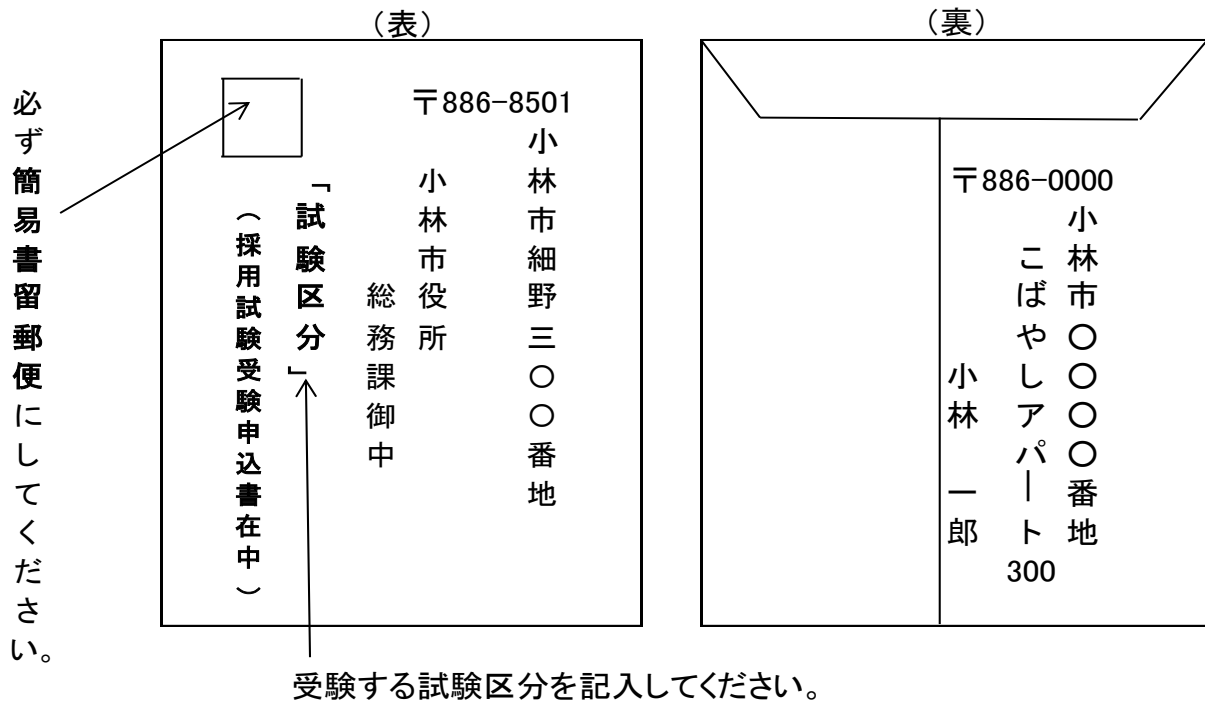 （表）
必ず簡易書留郵便にしてください。
〒886-8501
小林市細野三〇〇番地
小林市役所
総務課御中
「試験区分」
（採用試験受験申込書在中）
受験する試験区分を記入してください。
（裏）
〒886-0000
小林市〇〇〇〇番地
こばやしアパート300
小林 一郎